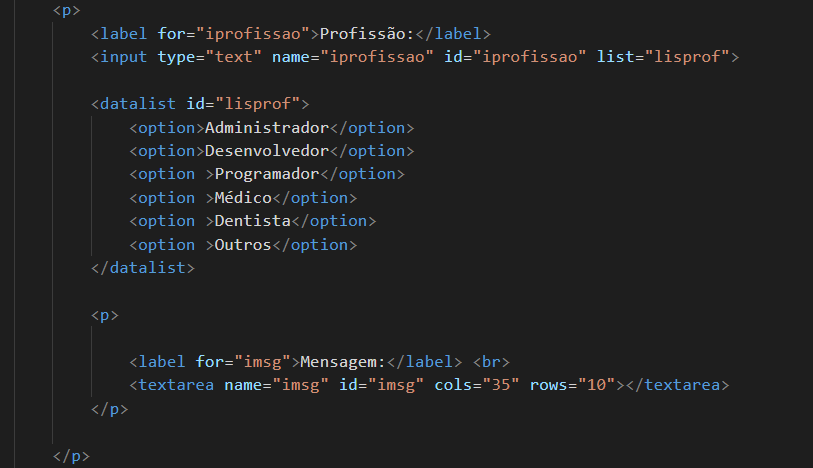 <p>
<label for="iprofissao">Profissão:</label>
<input type="text" name="iprofissao" id="iprofissao" list="lisprof">
<datalist id="lisprof">
<option>Administrador</option>
<option>Desenvolvedor</option>
<option >Programador</option>
<option >Médico</option>
<option >Dentista</option>
<option >Outros</option>
</datalist>
<p>
<label for="imsg">Mensagem:</label> <br>
<textarea name="imsg" id="imsg" cols="35" rows="10"></textarea>
</p>
</p>